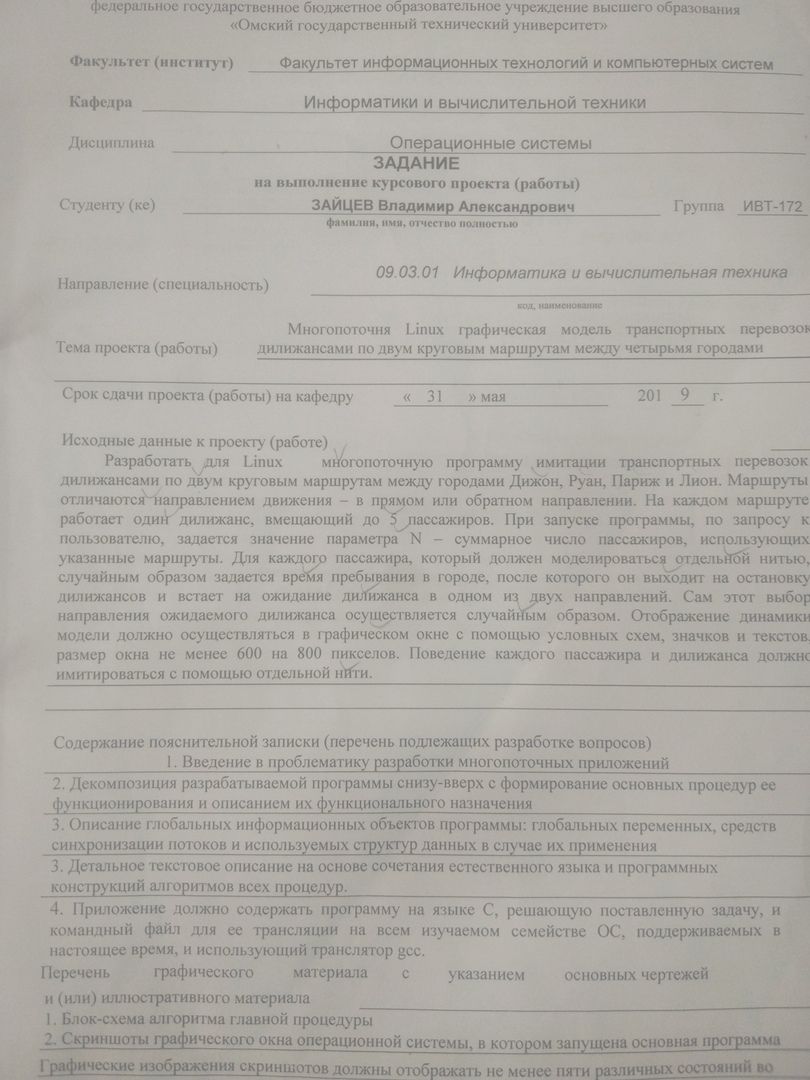 федеральное государственное бюджетное образовательное учреждение высшего образования
«Омский государственный технический университет»
Факультет (институт) Факультет информационных технологий и компьютерных систем
Кафедра Информатики и вычислительной техники
Дисциплина Операционные системы
ЗАДАНИЕ
на выполнение курсового проекта (работы)
Студенту (ке) ЗАЙЦЕВ Владимир Александрович Группа ИВТ-172
фамилия, имя, отчество полностью
09.03.01 Информатика и вычислительная техника
Направление (специальность)
код, наименование
Многопоточня Linux графическая модель транспортных перевозок
Тема проекта (работы) дилижансами по двум круговым маршрутам между четырьмя городами
Срок сдачи проекта (работы) на кафедру « 31 » мая 201 9 г.
Исходные данные к проекту (работе)
Разработать для Linux многопоточную программу имитации транспортных перевозок
дилижансами по двум круговым маршрутам между городами Дижон, Руан, Париж и Лион. Маршруты
отличаются направлением движения – в прямом или обратном направлении. На каждом маршруте
работает один дилижанс, вмещающий до 5 пассажиров. При запуске программы, по запросу к
пользователю, задается значение параметра N – суммарное число пассажиров, использующих
указанные маршруты. Для каждого пассажира, который должен моделироваться отдельной нитью,
случайным образом задается время пребывания в городе, после которого он выходит на остановку
дилижансов и встает на ожидание дилижанса в одном из двух направлений. Сам этот выбор
направления ожидаемого дилижанса осуществляется случайным образом. Отображение динамики
модели должно осуществляться в графическом окне с помощью условных схем, значков и текстов,
размер окна не менее 600 на 800 пикселов. Поведение каждого пассажира и дилижанса должно
имитироваться с помощью отдельной нити.
Содержание пояснительной записки (перечень подлежащих разработке вопросов)
1. Введение в проблематику разработки многопоточных приложений
2. Декомпозиция разрабатываемой программы снизу-вверх с формирование основных процедур ее
функционирования и описанием их функционального назначения
3. Описание глобальных информационных объектов программы: глобальных переменных, средств
синхронизации потоков и используемых структур данных в случае их применения
3. Детальное текстовое описание на основе сочетания естественного языка и программных
конструкций алгоритмов всех процедур.
4. Приложение должно содержать программу на языке С, решающую поставленную задачу, и
командный файл для ее трансляции на всем изучаемом семействе ОС, поддерживаемых в
настоящее время, и использующий транслятор gcc.
Перечень графического материала с указанием основных чертежей
и (или) иллюстративного материала
1. Блок-схема алгоритма главной процедуры
2. Скриншоты графического окна операционной системы, в котором запущена основная программа
Графические изображения скриншотов должны отображать не менее пяти различных состояний во